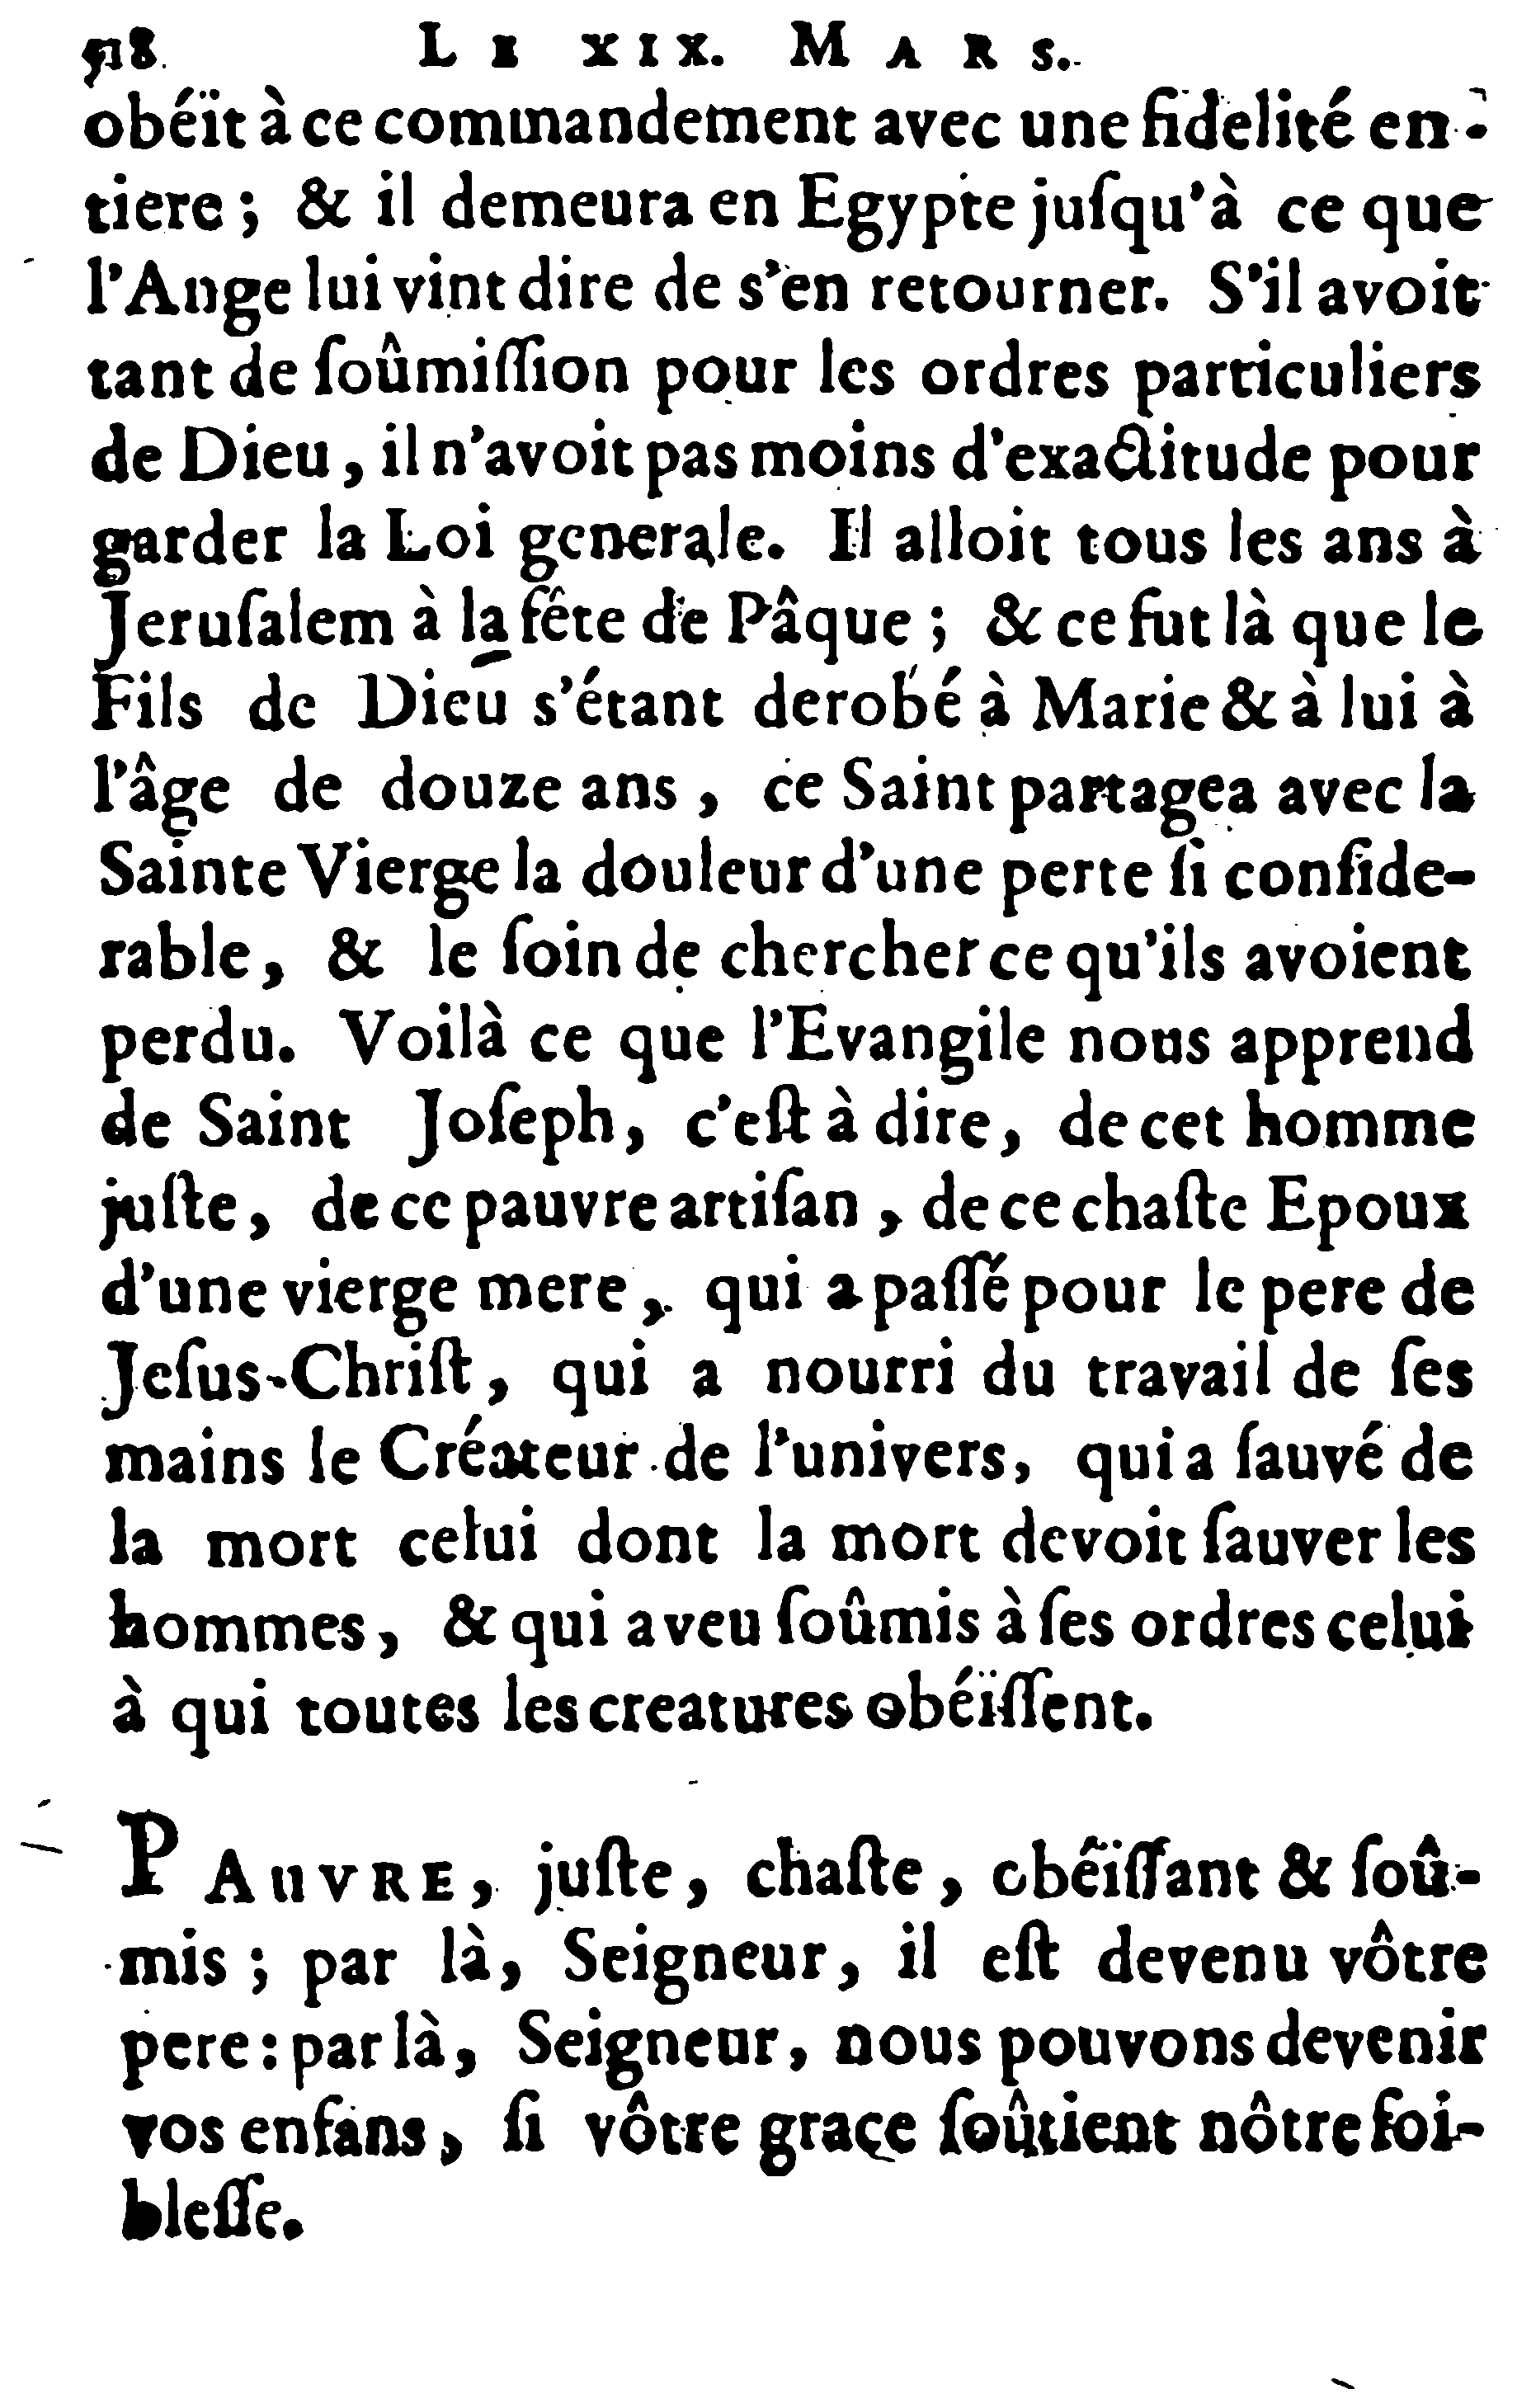 518 LE XIX. MARS.
obéït à ce commandement avec une fidelité en-
tiere ; & il demeura en Egypte juſqu'à ce que
l'Ange lui vint dire de s'en retourner. S'il avoit
tant de ſoûmiſſion pour les ordres particuliers
de Dieu, il n'avoit pas moins d'exactitude pour
garder la Loi generale. Il alloit tous les ans à
Jeruſalem à la fête de Pâque ; & ce fut là que le
Fils de Dieu s'étant derobé à Marie & à lui à
l'âge de douze ans, ce Saint partagea avec la
Sainte Vierge la douleur d'une perte ſi conſide-
rable, & le ſoin de chercher ce qu'ils avoient
perdu. Voilà ce que l'Evangile nous apprend
de Saint Joſeph, c'eſt à dire, de cet homme
juſte, de ce pauvre artiſan, de ce chaſte Epoux
d'une vierge mere, qui a paſſé pour le pere de
Jeſus-Chriſt, qui a nourri du travail de ſes
mains le Créateur de l'univers, qui a ſauvé de
la mort celui dont la mort devoit ſauver les
hommes, & qui a veu ſoûmis à ſes ordres celui
à qui toutes les creatures obéïſſent.
PAUVRE, juſte, chaſte, obéïſſant & ſoû-
mis ; par là, Seigneur, il eſt devenu vôtre
pere : par là, Seigneur, nous pouvons devenir
vos enfans, ſi vôtre grace ſoûtient nôtre foi-
bleſſe.